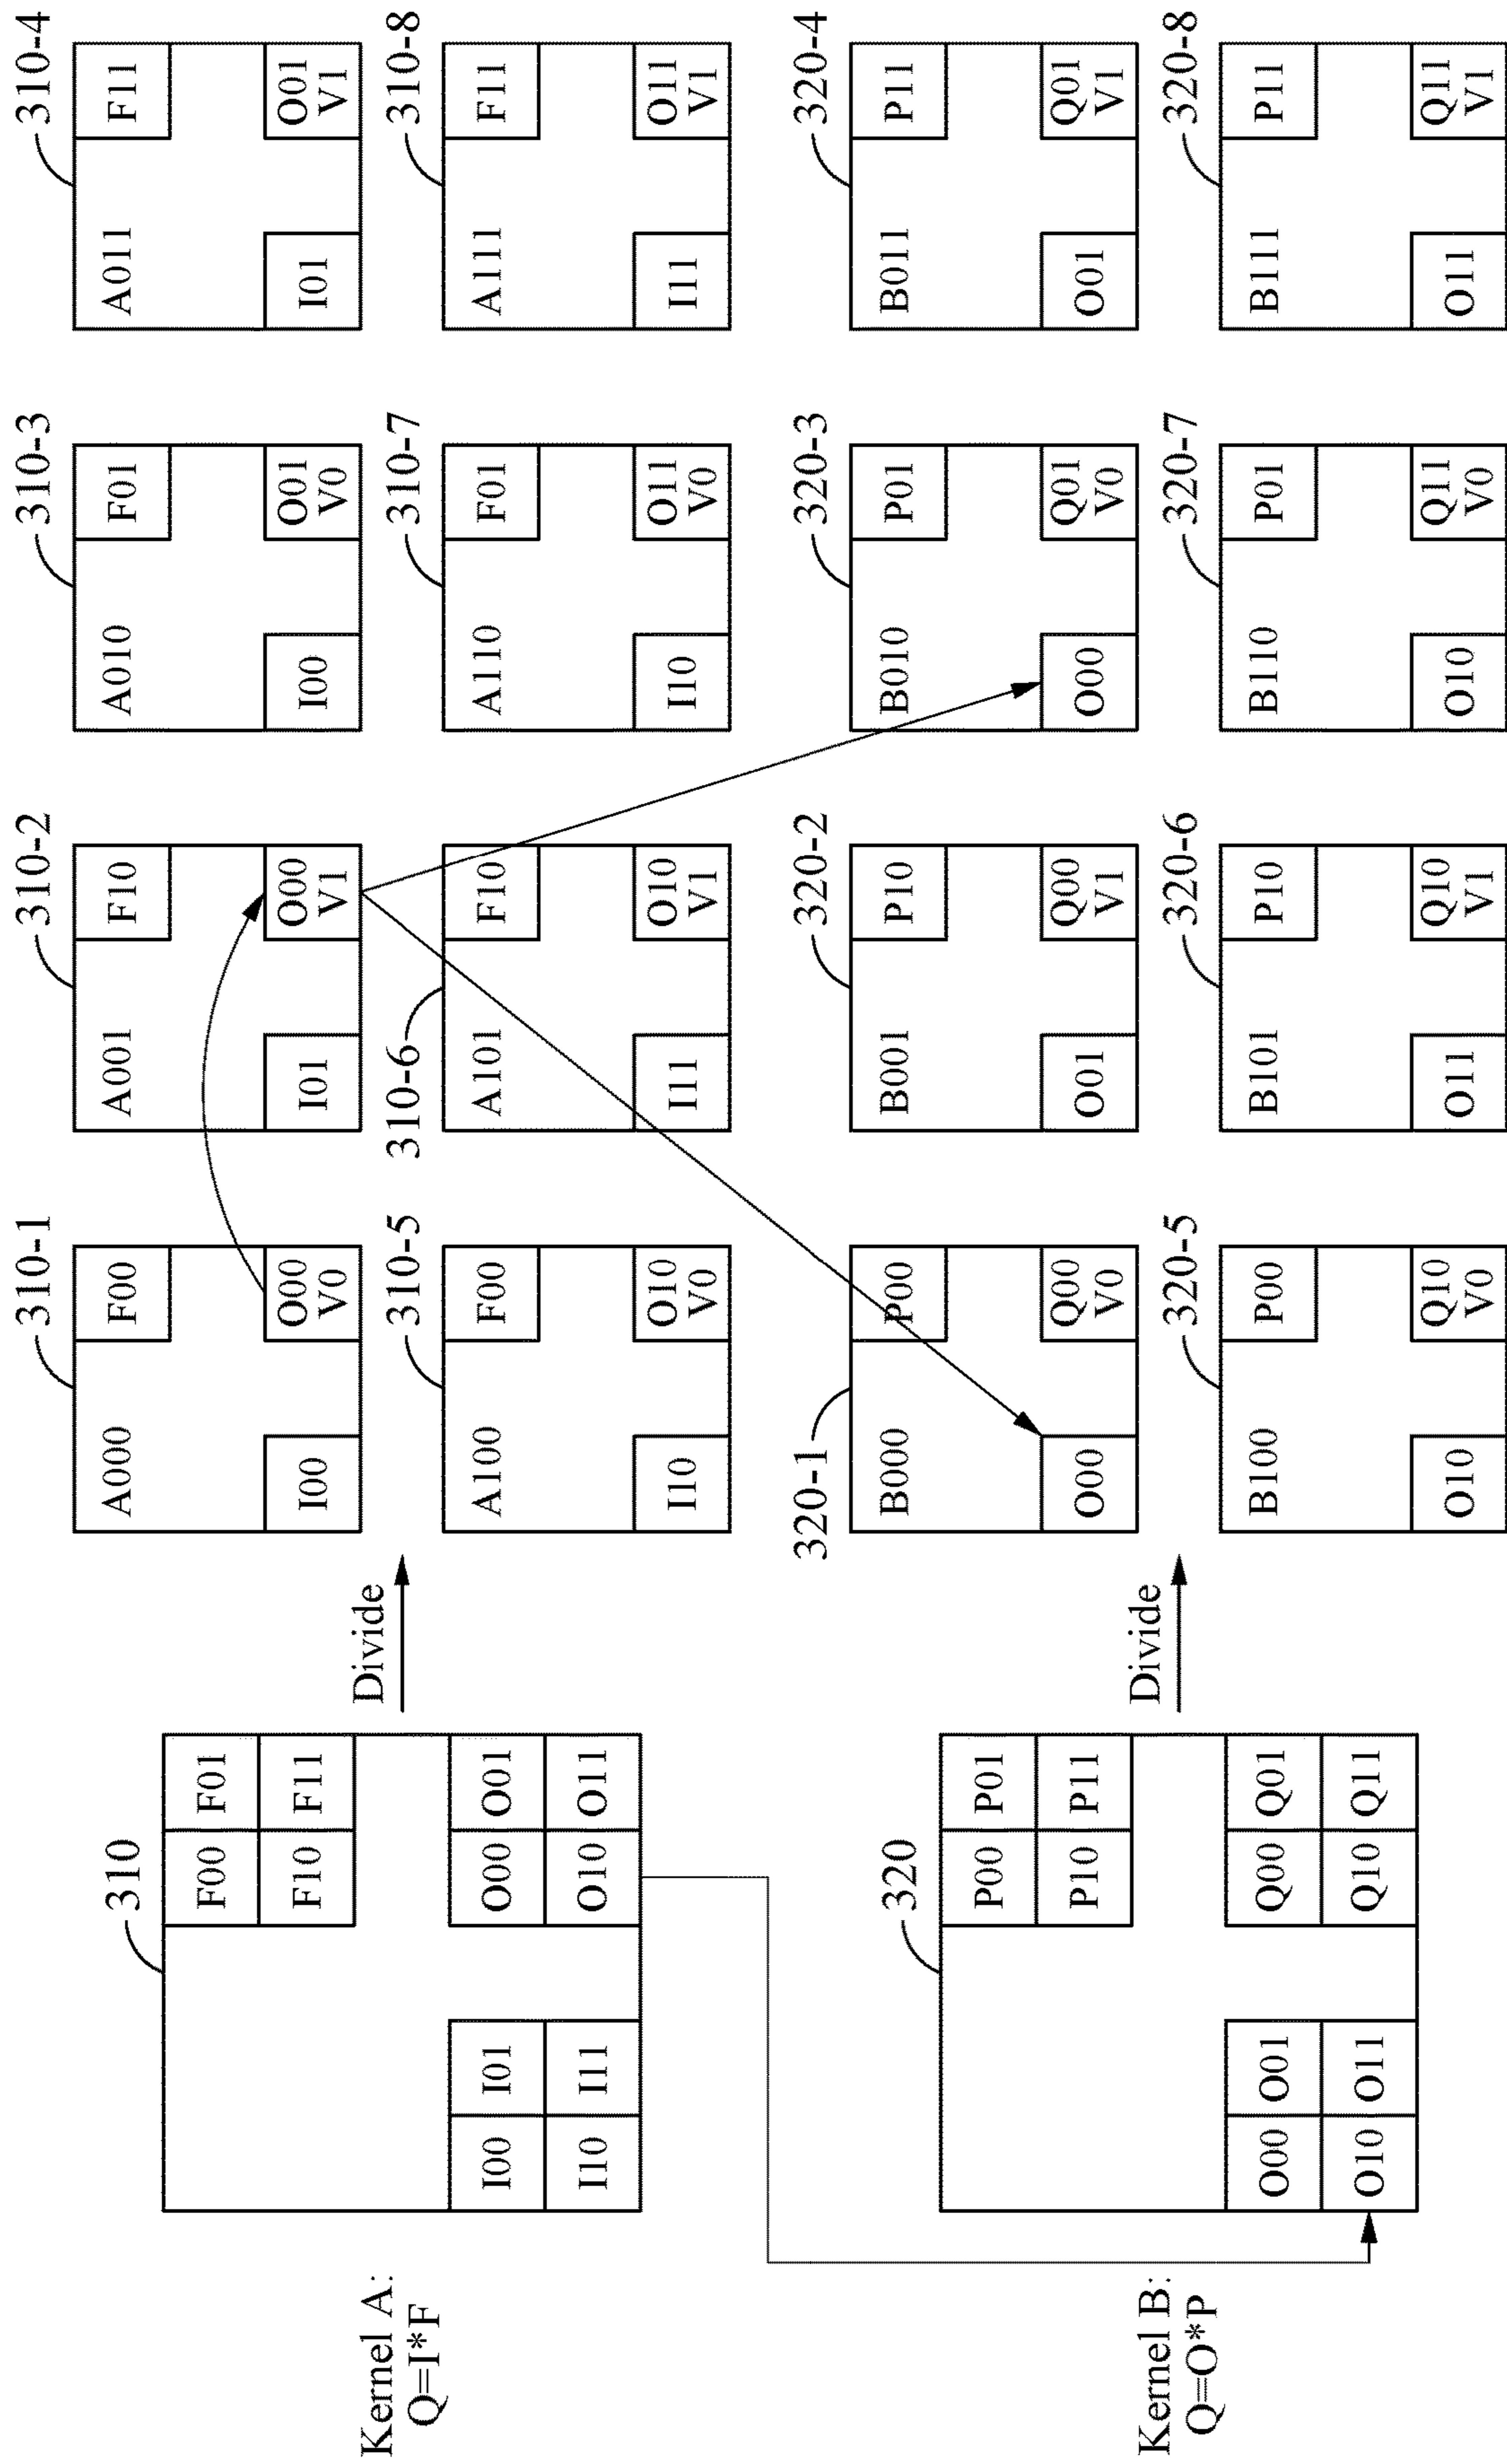 Kernel A:
Q=I*F
310
F00 F01
F10 F11
I00 I01
I10 I11
O00 O01
O10 O11
Divide
310-1
A000
F00
I00
O00
V0
310-2
A001
F10
I01
O00
V1
310-3
A010
F01
I00
O01
V0
310-4
A011
F11
I01
O01
V1
310-5
A100
F00
I10
O10
V0
310-6
A101
F10
I11
O10
V1
310-7
A110
F01
I10
O11
V0
310-8
A111
F11
I11
O11
V1
Kernel B:
Q=O*P
320
P00 P01
P10 P11
O00 O01
O10 O11
Q00 Q01
Q10 Q11
Divide
320-1
B000
P00
O00
Q00
V0
320-2
B001
P10
O01
Q00
V1
320-3
B010
P01
O00
Q01
V0
320-4
B011
P11
O01
Q01
V1
320-5
B100
P00
O10
Q10
V0
320-6
B101
P10
O11
Q10
V1
320-7
B110
P01
O10
Q11
V0
320-8
B111
P11
O11
Q11
V1